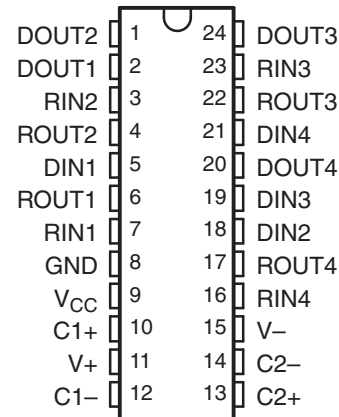 DOUT2 1 24 DOUT3
DOUT1 2 23 RIN3
RIN2 3 22 ROUT3
ROUT2 4 21 DIN4
DIN1 5 20 DOUT4
ROUT1 6 19 DIN3
RIN1 7 18 DIN2
GND 8 17 ROUT4
VCC 9 16 RIN4
C1+ 10 15 V−
V+ 11 14 C2−
C1− 12 13 C2+